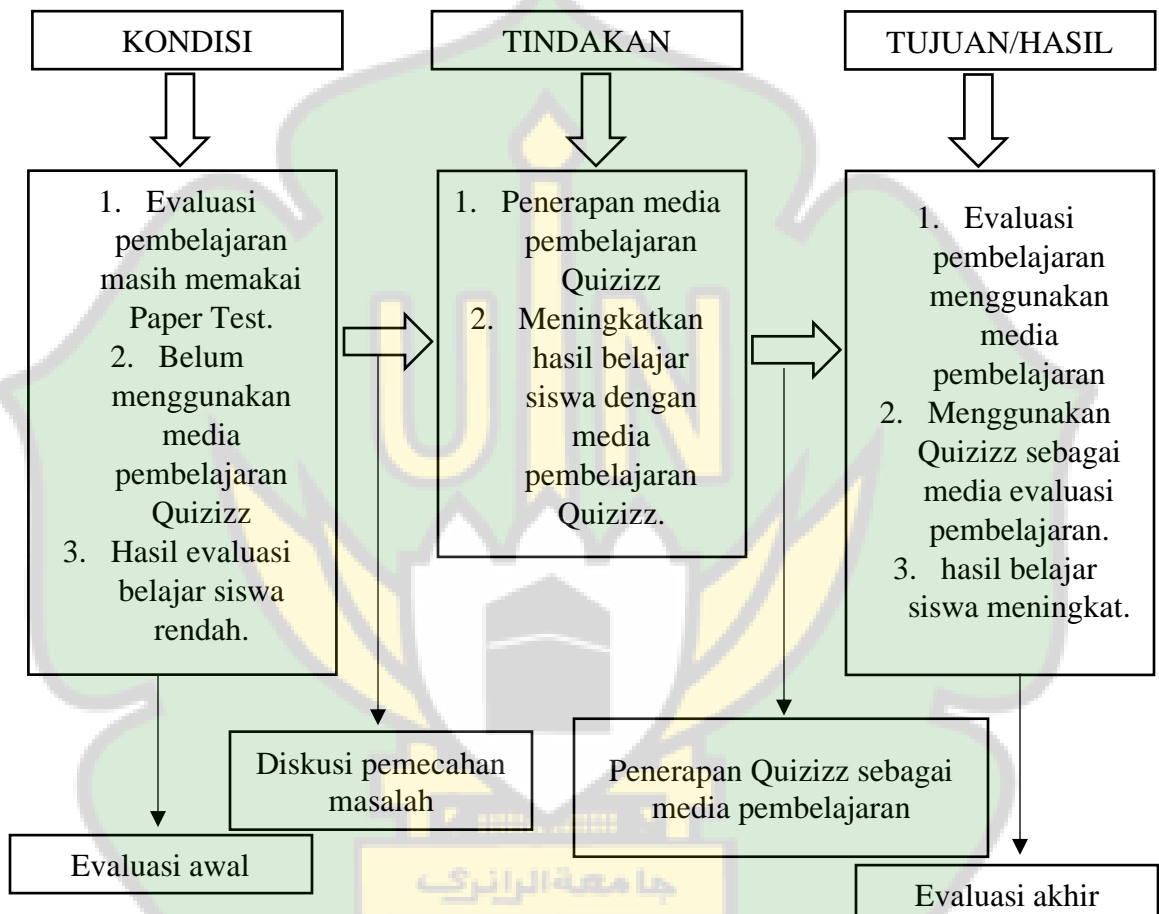 KONDISI
TINDAKAN
TUJUAN/HASIL
1. Evaluasi
pembelajaran
masih memakai
Paper Test.
2. Belum
menggunakan
media
pembelajaran
Quizizz
3. Hasil evaluasi
belajar siswa
rendah.
1. Penerapan media
pembelajaran
Quizizz
2. Meningkatkan
hasil belajar
siswa dengan
media
pembelajaran
Quizizz.
1. Evaluasi
pembelajaran
menggunakan
media
pembelajaran
2. Menggunakan
Quizizz sebagai
media evaluasi
pembelajaran.
3. hasil belajar
siswa meningkat.
Diskusi pemecahan
masalah
Penerapan Quizizz sebagai
media pembelajaran
Evaluasi awal
Evaluasi akhir
UIN
جامعة الرانري